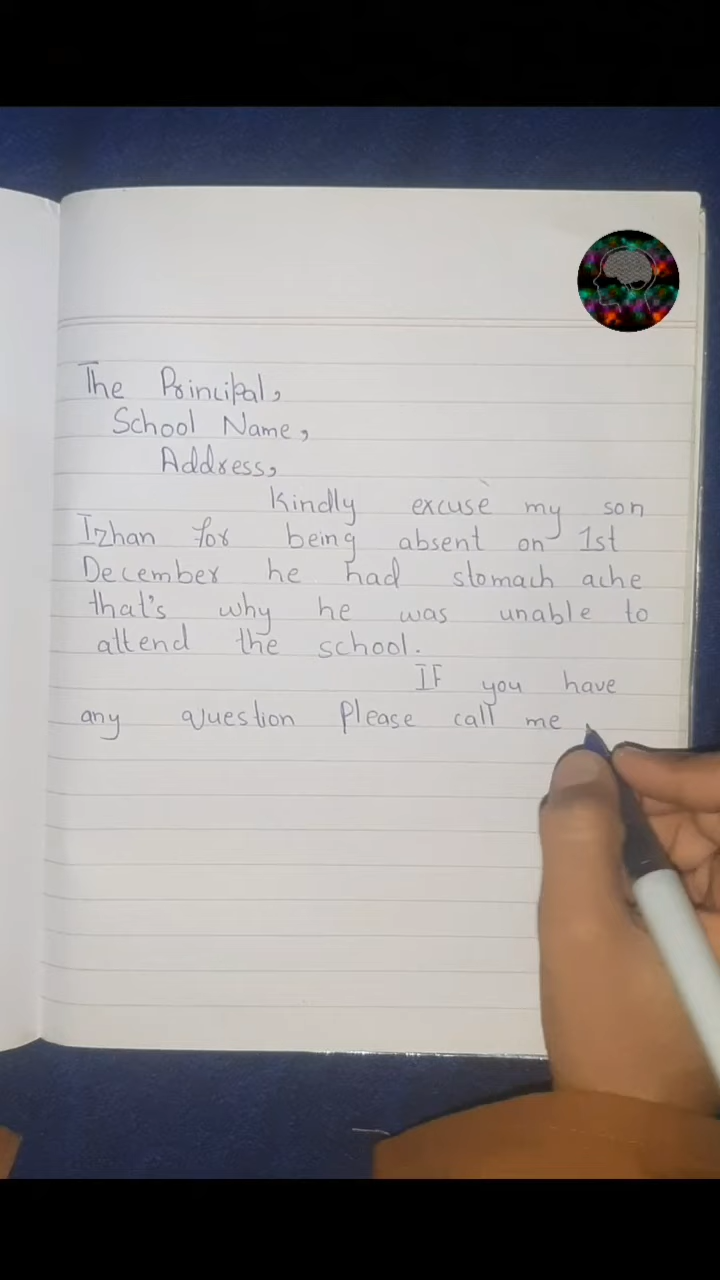 The Principal,
School Name,
Address,
Kindly excuse my son
Izhan for being absent on 1st
December he had stomach ache
that's why he was unable to
attend the school.
IF you have
any question Please call me